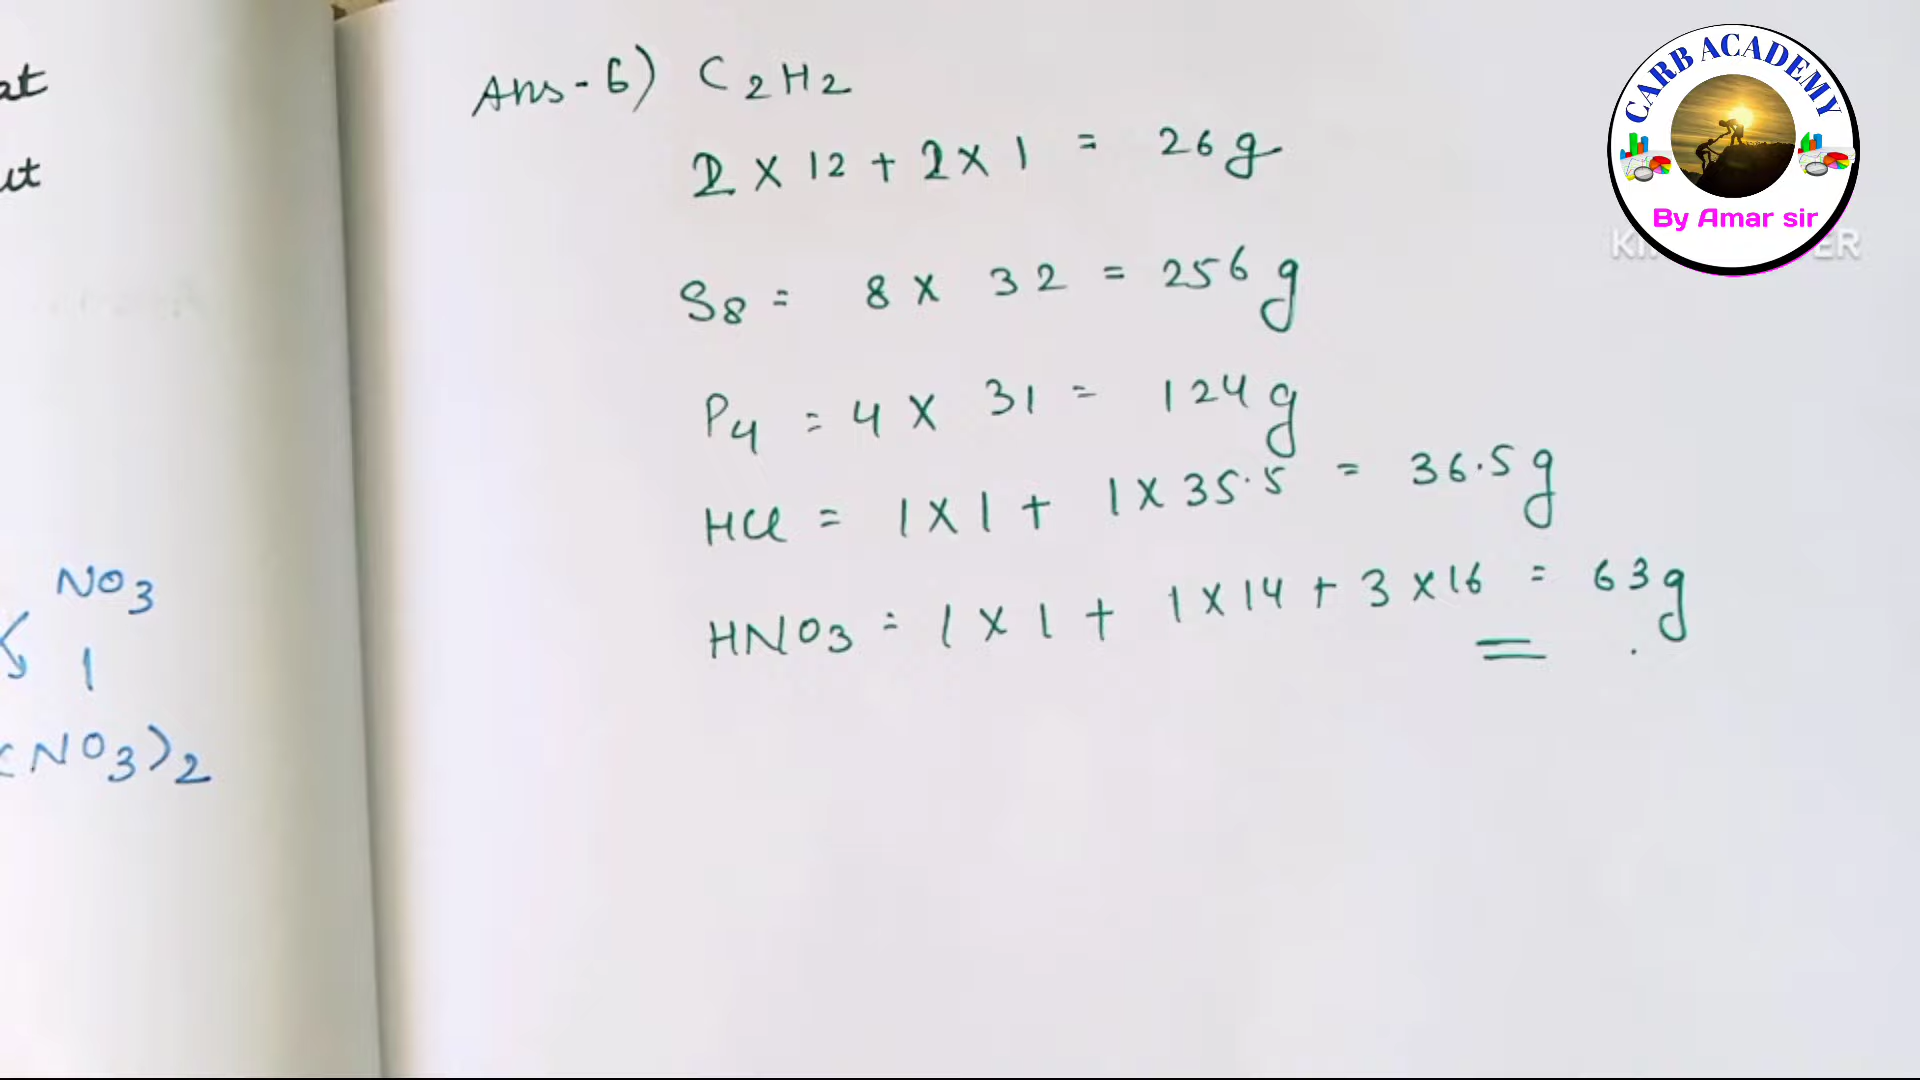 at
ut
NO3
1
(NO3)2
Ans-6) C2H2
2 X 12 + 2 X 1 = 26 g
S8 = 8 X 32 = 256 g
P4 = 4 X 31 = 124 g
HCl = 1 X 1 + 1 X 35.5 = 36.5 g
HNO3 = 1 X 1 + 1 X 14 + 3 X 16 = 63 g
CARB ACADEMY
By Amar sir